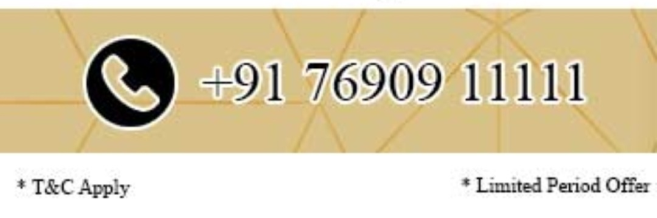 +91 76909 11111
* T&C Apply
* Limited Period Offer